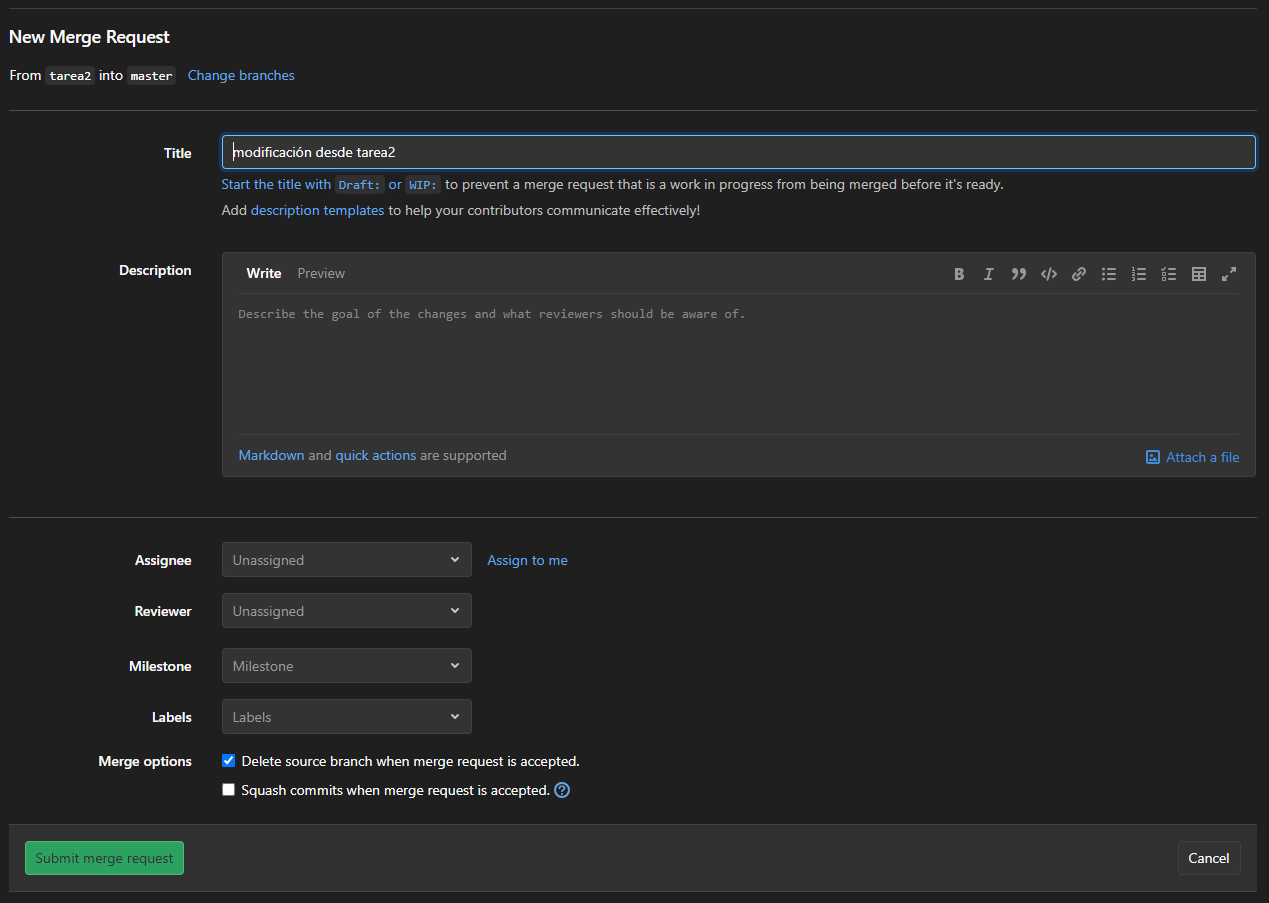 New Merge Request
From tarea2 into master Change branches
Title modificación desde tarea2
Start the title with Draft: or WIP: to prevent a merge request that is a work in progress from being merged before it's ready.
Add description templates to help your contributors communicate effectively!
Description Write Preview
Describe the goal of the changes and what reviewers should be aware of.
Markdown and quick actions are supported Attach a file
Assignee Unassigned Assign to me
Reviewer Unassigned
Milestone Milestone
Labels Labels
Merge options Delete source branch when merge request is accepted.
Squash commits when merge request is accepted. ?
Submit merge request Cancel